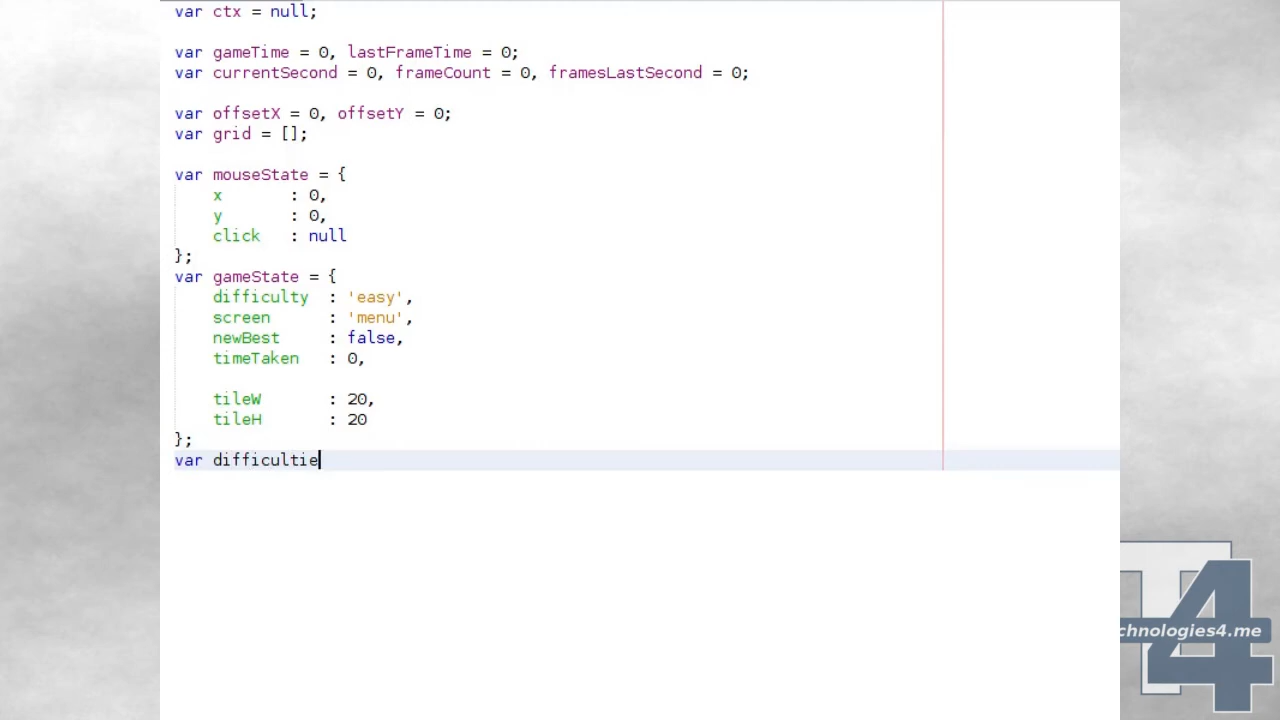 var ctx = null;
var gameTime = 0, lastFrameTime = 0;
var currentSecond = 0, frameCount = 0, framesLastSecond = 0;
var offsetX = 0, offsetY = 0;
var grid = [];
var mouseState = {
x : 0,
y : 0,
click : null
};
var gameState = {
difficulty : 'easy',
screen : 'menu',
newBest : false,
timeTaken : 0,
tileW : 20,
tileH : 20
};
var difficultie
T4
chnologies4.me